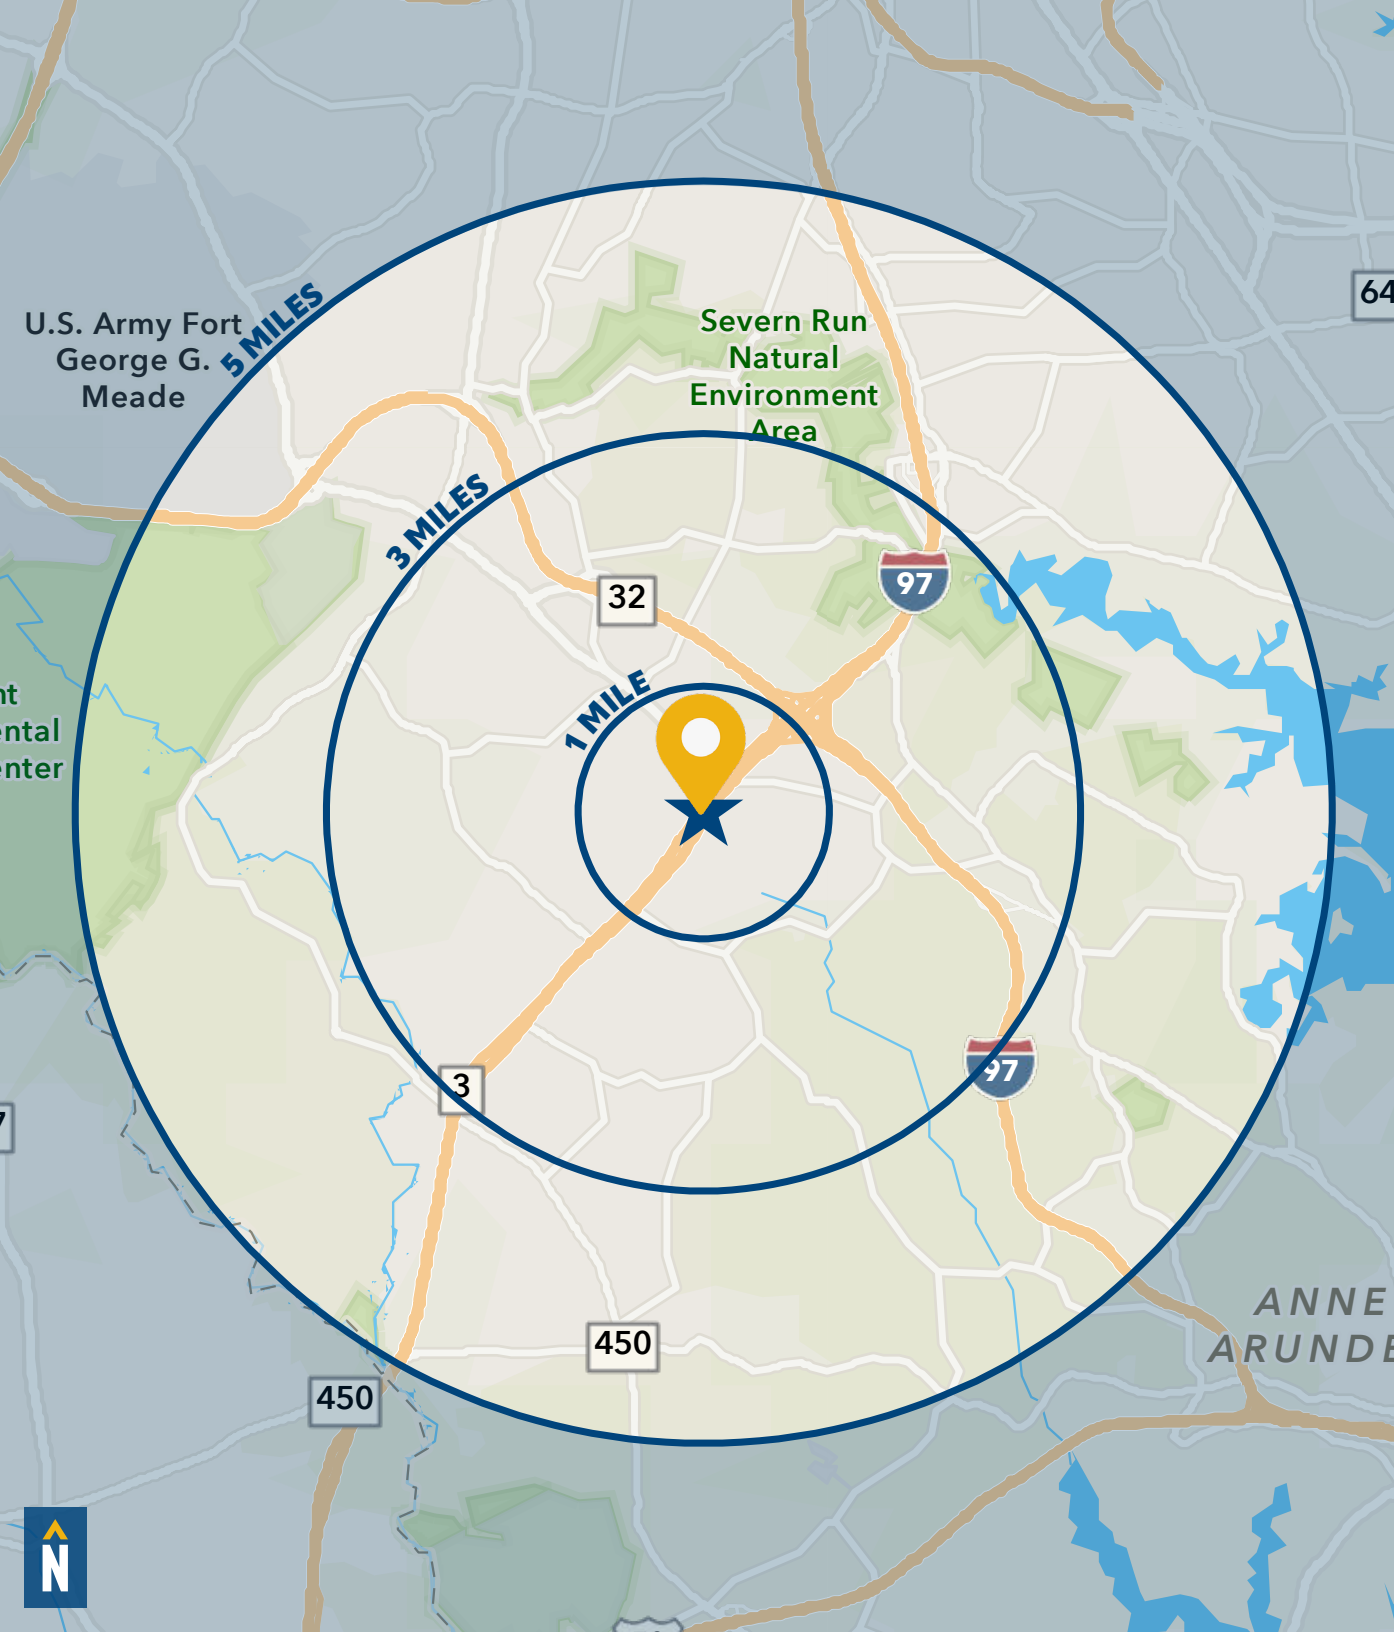 64
Severn Run
Natural
Environment
Area
U.S. Army Fort
George G.
Meade
5 MILES
3 MILES
97
32
1 MILE
nt
ental
enter
97
3
7
ANNE
ARUNDE
450
450
N